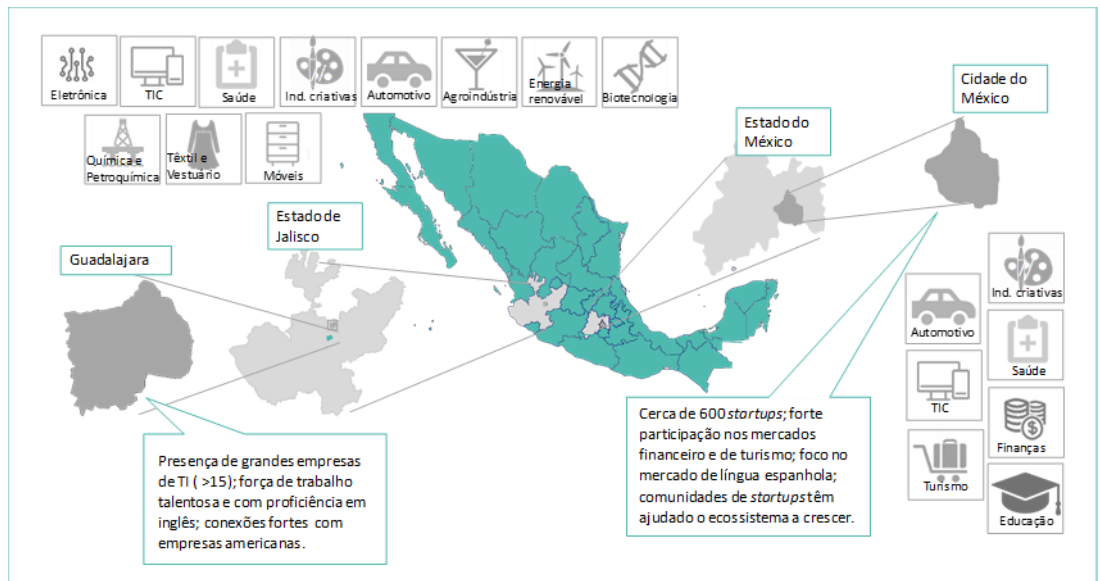 Eletrônica
TIC
Saúde
Ind. criativas
Automotivo
Agroindústria
Energia
renovável
Biotecnologia
Química e
Petroquímica
Têxtil e
Vestuário
Móveis
Cidade do
México
Estado do
México
Estado de
Jalisco
Guadalajara
Ind. criativas
Automotivo
Saúde
TIC
Finanças
Turismo
Educação
Presença de grandes empresas
de TI ( >15); força de trabalho
talentosa e com proficiência em
inglês; conexões fortes com
empresas americanas.
Cerca de 600 startups; forte
participação nos mercados
financeiro e de turismo; foco no
mercado de língua espanhola;
comunidades de startups têm
ajudado o ecossistema a crescer.